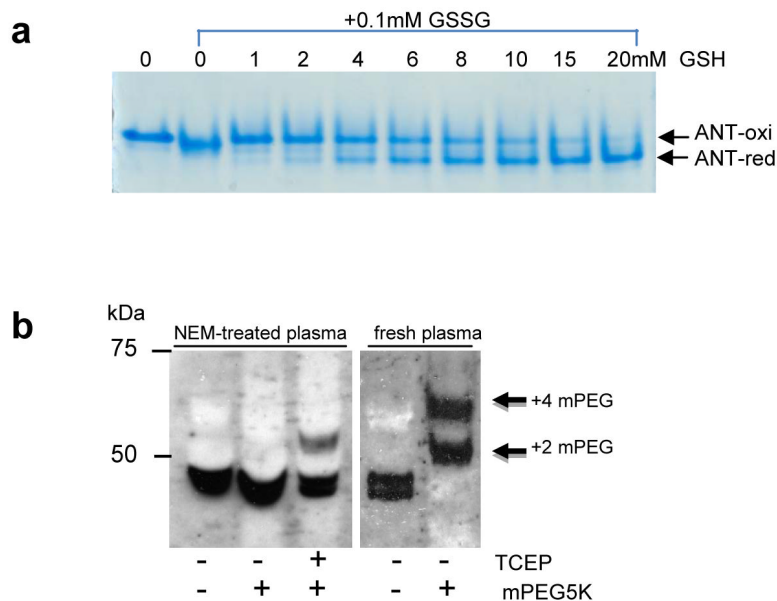 a
+0.1mM GSSG
0 0 1 2 4 6 8 10 15 20mM GSH
ANT-oxi
ANT-red
b
kDa
NEM-treated plasma fresh plasma
75
+4 mPEG
50
+2 mPEG
- - + - - TCEP
- + + - + mPEG5K